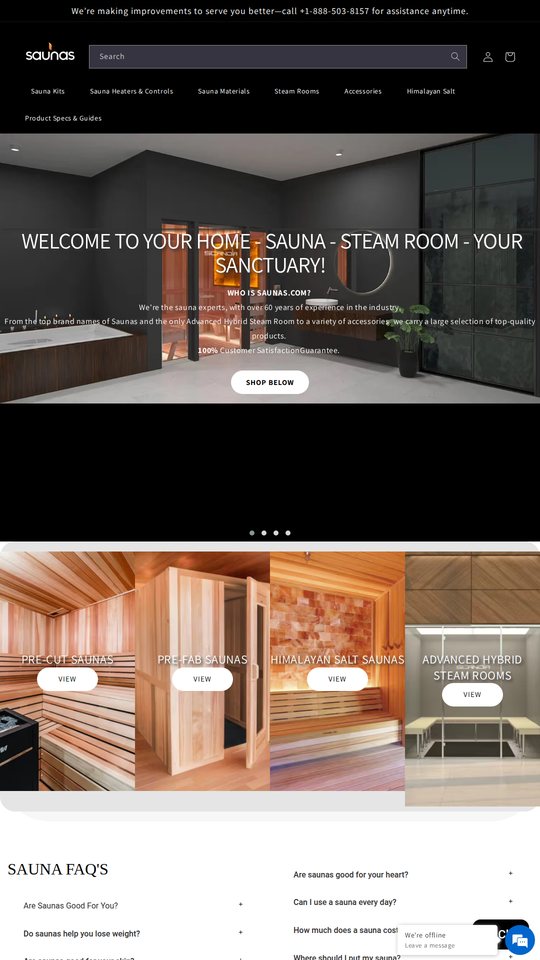 We're making improvements to serve you better—call +1-888-503-8157 for assistance anytime.
saunas
Search
Sauna Kits
Sauna Heaters & Controls
Sauna Materials
Steam Rooms
Accessories
Himalayan Salt
Product Specs & Guides
SCANDIA
WELCOME TO YOUR HOME - SAUNA - STEAM ROOM - YOUR
SANCTUARY!
WHO IS SAUNAS.COM?
We're the sauna experts, with over 60 years of experience in the industry.
From the top brand names of Saunas and the only Advanced Hybrid Steam Room to a variety of accessories, we carry a large selection of top-quality
products.
100% Customer SatisfactionGuarantee.
SHOP BELOW
PRE-CUT SAUNAS
VIEW
PRE-FAB SAUNAS
VIEW
HIMALAYAN SALT SAUNAS
VIEW
ADVANCED HYBRID
STEAM ROOMS
VIEW
SAUNA FAQ'S
Are Saunas Good For You?
+
Do saunas help you lose weight?
+
Are saunas good for your skin?
Are saunas good for your heart?
+
Can I use a sauna every day?
+
How much does a sauna cost
Where should I put my sauna?
We're offline
Leave a message